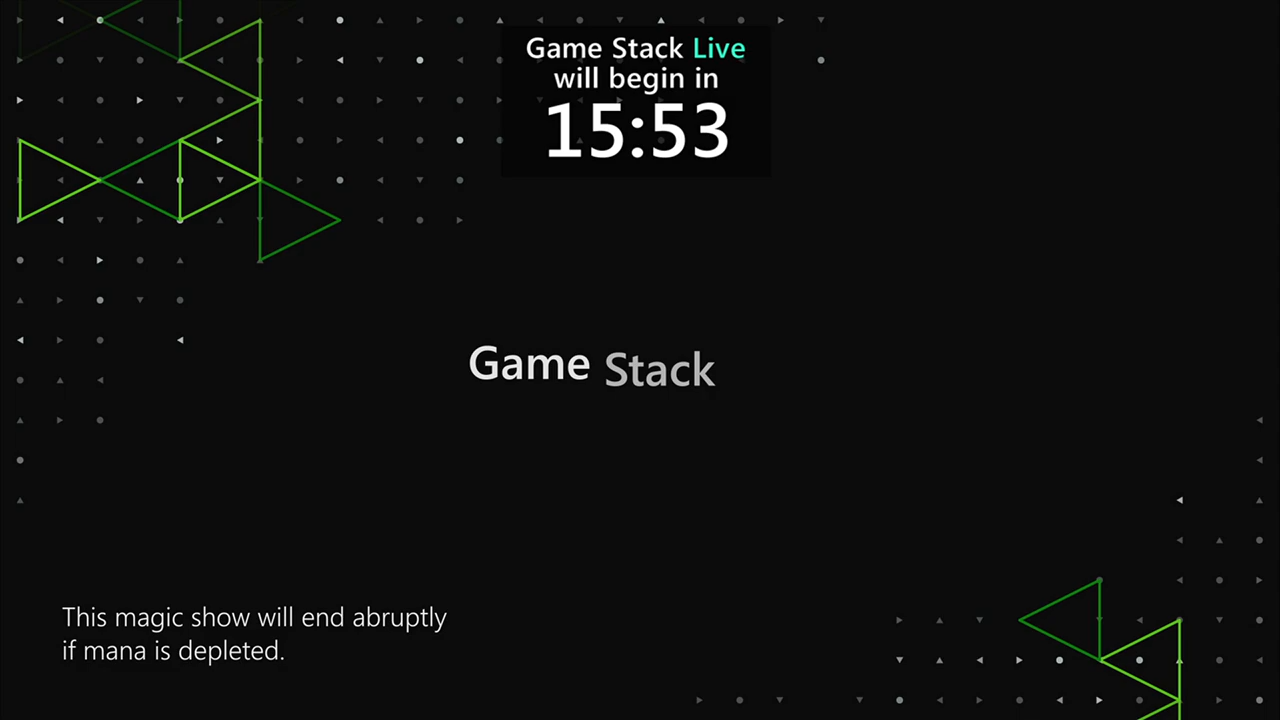 Game Stack Live
will begin in
15:53
Game Stack
This magic show will end abruptly
if mana is depleted.